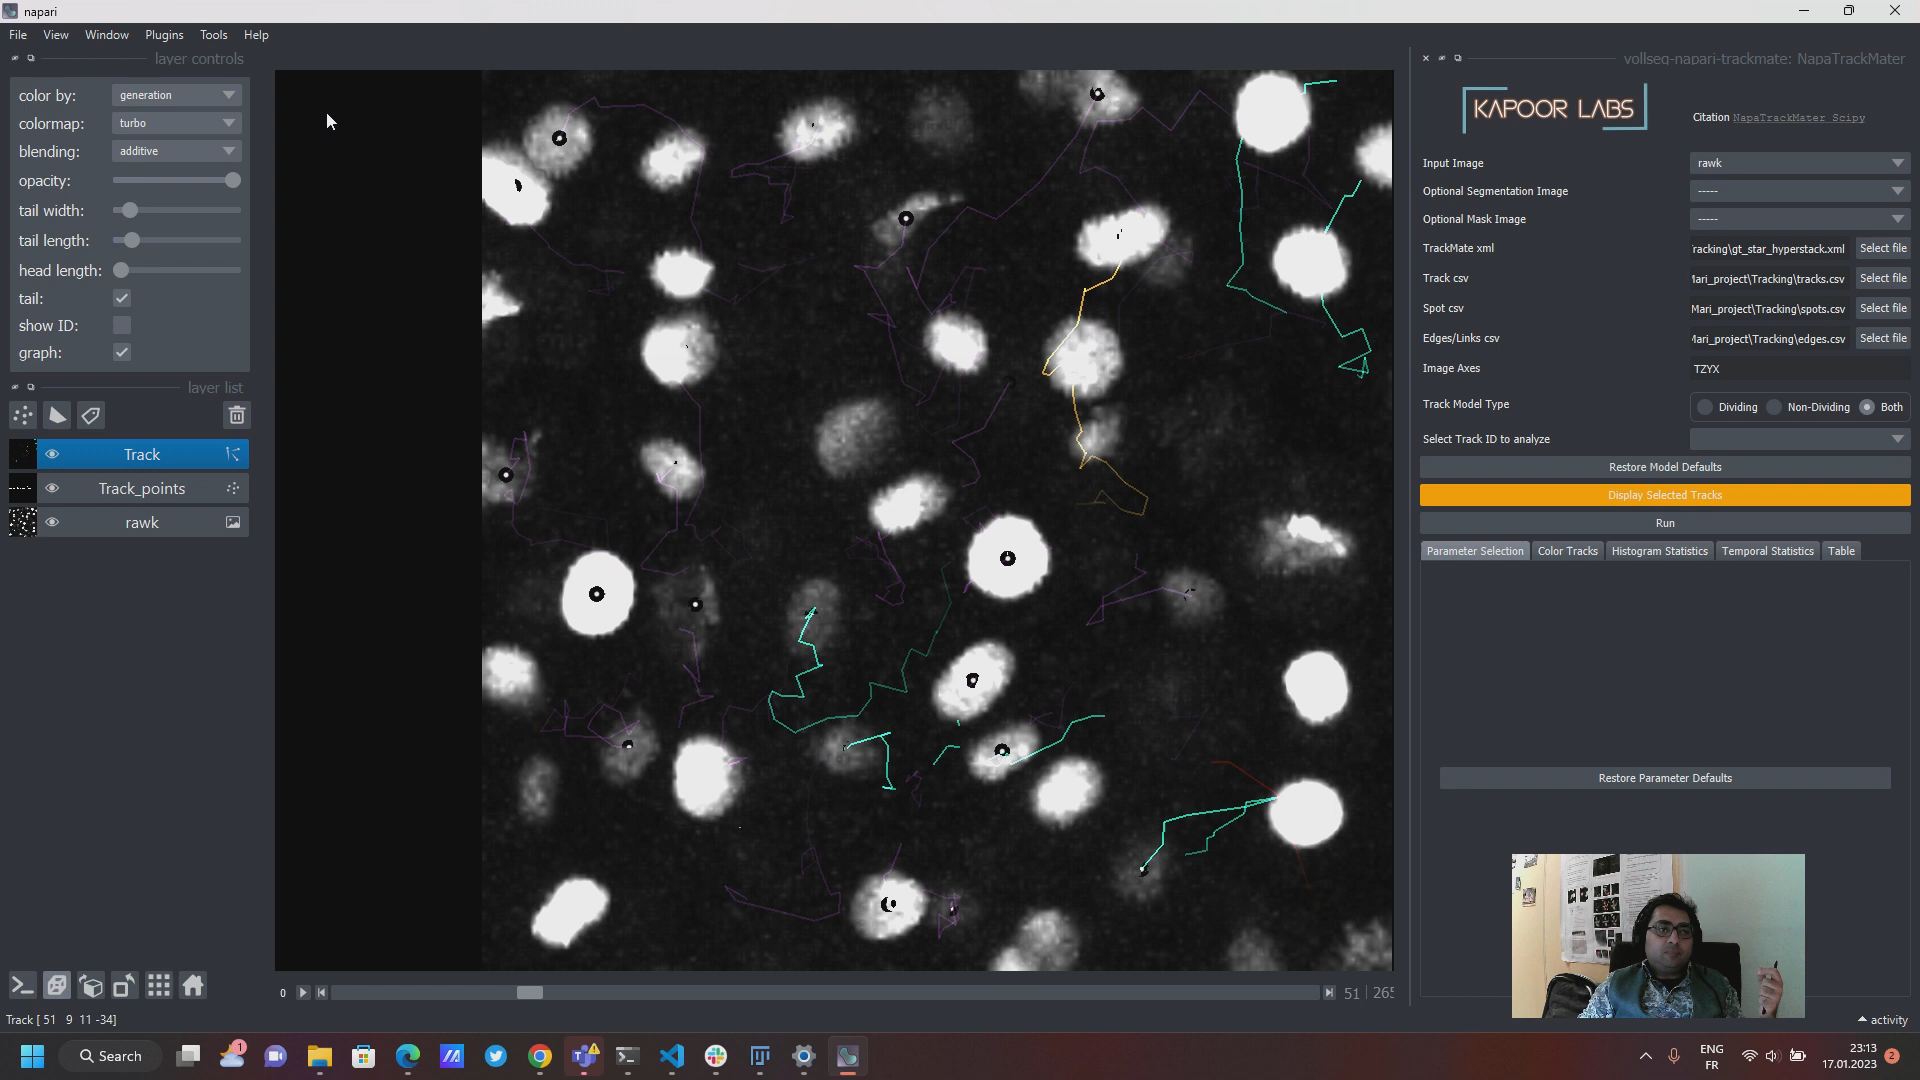 napari
File View Window Plugins Tools Help
layer controls
color by: generation
colormap: turbo
blending: additive
opacity:
tail width:
tail length:
head length:
tail:
show ID:
graph:
layer list
Track
Track_points
rawk
0
51 265
Track [ 51 9 11 -34]
vollseg-napari-trackmate: NapaTrackMater
KAPOOR LABS
Citation NapaTrackMater Scipy
Input Image rawk
Optional Segmentation Image -----
Optional Mask Image -----
TrackMate xml racking\gt_star_hyperstack.xml Select file
Track csv Mari_project\Tracking\tracks.csv Select file
Spot csv Mari_project\Tracking\spots.csv Select file
Edges/Links csv Mari_project\Tracking\edges.csv Select file
Image Axes TZYX
Track Model Type Dividing Non-Dividing Both
Select Track ID to analyze
Restore Model Defaults
Display Selected Tracks
Run
Parameter Selection Color Tracks Histogram Statistics Temporal Statistics Table
Restore Parameter Defaults
activity
1
Search
ENG
FR
23:13
17.01.2023
2